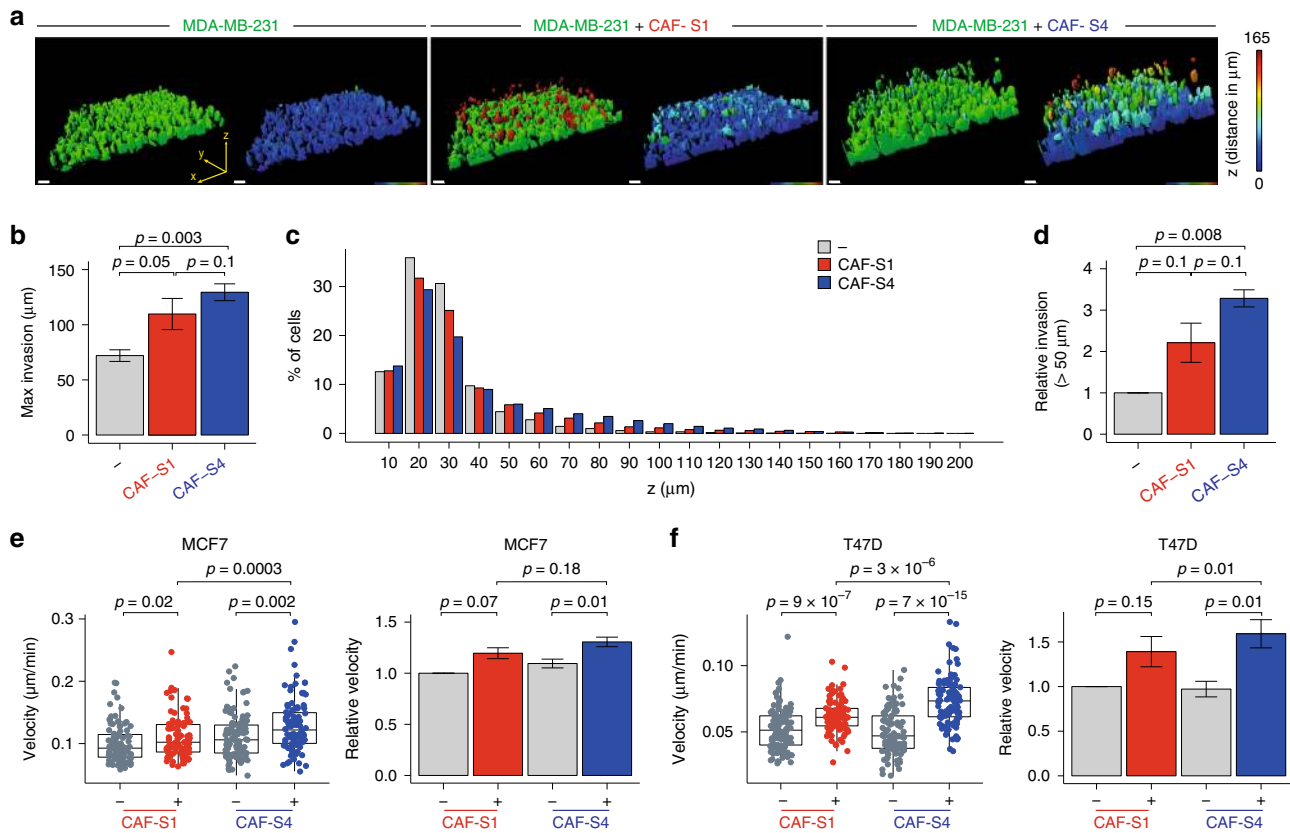 a
MDA-MB-231
MDA-MB-231 + CAF- S1
MDA-MB-231 + CAF- S4
165
z (distance in μm)
0
z
y
x
b
p = 0.003
p = 0.05
p = 0.1
Max invasion (μm)
150
100
50
0
–
CAF–S1
CAF–S4
c
–
CAF-S1
CAF-S4
% of cells
30
20
10
0
10 20 30 40 50 60 70 80 90 100 110 120 130 140 150 160 170 180 190 200
z (μm)
d
p = 0.008
p = 0.1
p = 0.1
Relative invasion
(> 50 μm)
4
3
2
1
0
–
CAF–S1
CAF–S4
e
MCF7
p = 0.0003
p = 0.02
p = 0.002
Velocity (μm/min)
0.3
0.2
0.1
– + – +
CAF-S1 CAF-S4
MCF7
p = 0.18
p = 0.07
p = 0.01
Relative velocity
1.5
1.0
0.5
0.0
– + – +
CAF-S1 CAF-S4
f
T47D
p = 3 × 10⁻⁶
p = 9 × 10⁻⁷
p = 7 × 10⁻¹⁵
Velocity (μm/min)
0.10
0.05
– + – +
CAF-S1 CAF-S4
T47D
p = 0.01
p = 0.15
p = 0.01
Relative velocity
1.5
1.0
0.5
0.0
– + – +
CAF-S1 CAF-S4